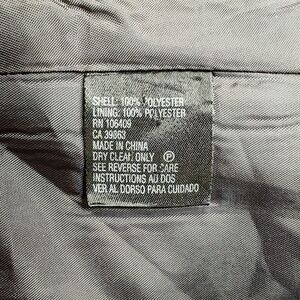 SHELL: 100% POLYESTER
LINING: 100% POLYESTER
RN 106409
CA 39863
MADE IN CHINA
DRY CLEAN ONLY Ⓟ
SEE REVERSE FOR CARE
INSTRUCTIONS AU DOS
VER AL DORSO PARA CUIDADO